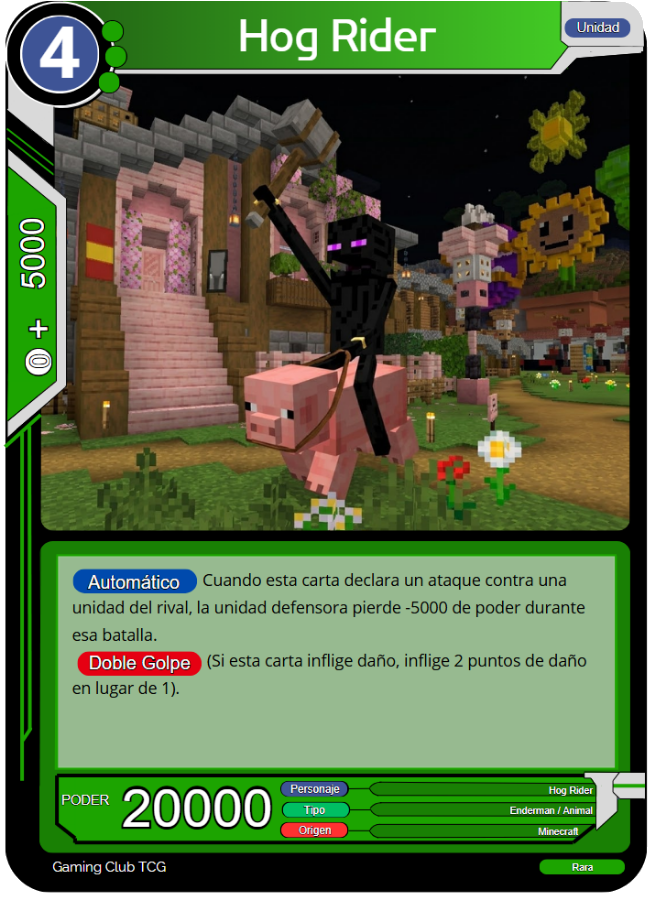 4
Hog Rider
Unidad
0 + 5000
Automático Cuando esta carta declara un ataque contra una
unidad del rival, la unidad defensora pierde -5000 de poder durante
esa batalla.
Doble Golpe (Si esta carta inflige daño, inflige 2 puntos de daño
en lugar de 1).
PODER 20000
Personaje Hog Rider
Tipo Enderman / Animal
Origen Minecraft
Gaming Club TCG
Rara